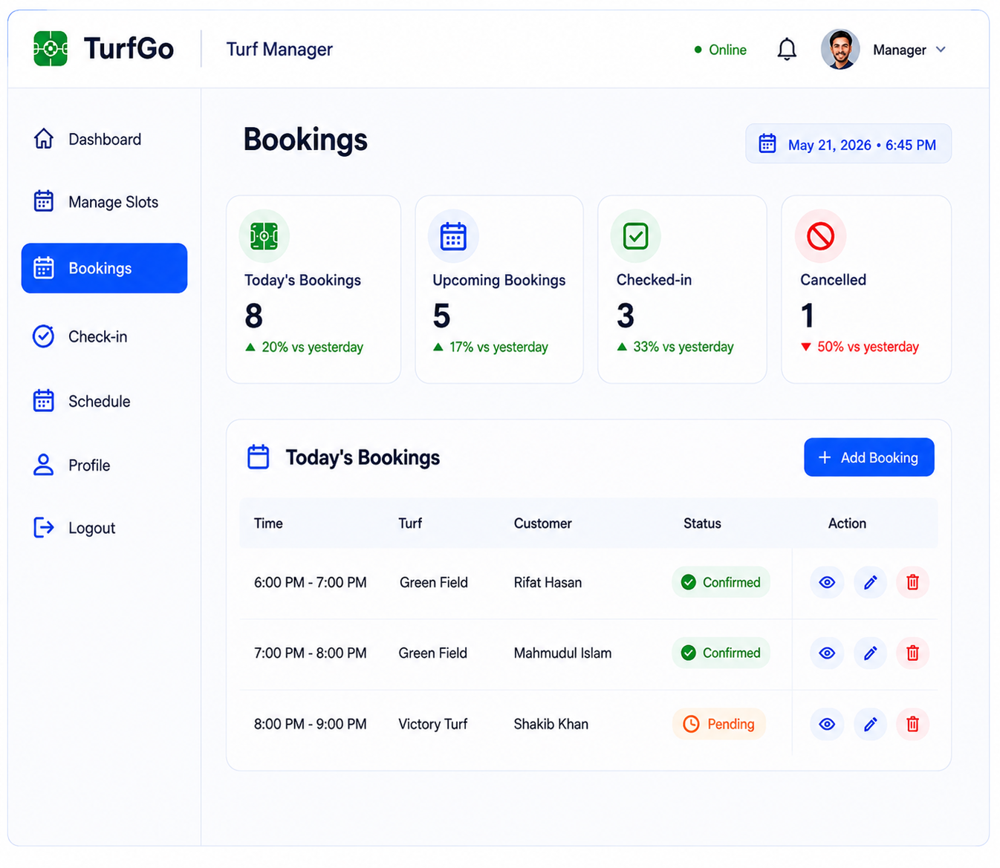 TurfGo
Turf Manager
Online
Manager
Dashboard
Manage Slots
Bookings
Check-in
Schedule
Profile
Logout
Bookings
May 21, 2026 • 6:45 PM
Today's Bookings
8
▲ 20% vs yesterday
Upcoming Bookings
5
▲ 17% vs yesterday
Checked-in
3
▲ 33% vs yesterday
Cancelled
1
▼ 50% vs yesterday
Today's Bookings
+ Add Booking
Time Turf Customer Status Action
6:00 PM - 7:00 PM Green Field Rifat Hasan Confirmed
7:00 PM - 8:00 PM Green Field Mahmudul Islam Confirmed
8:00 PM - 9:00 PM Victory Turf Shakib Khan Pending